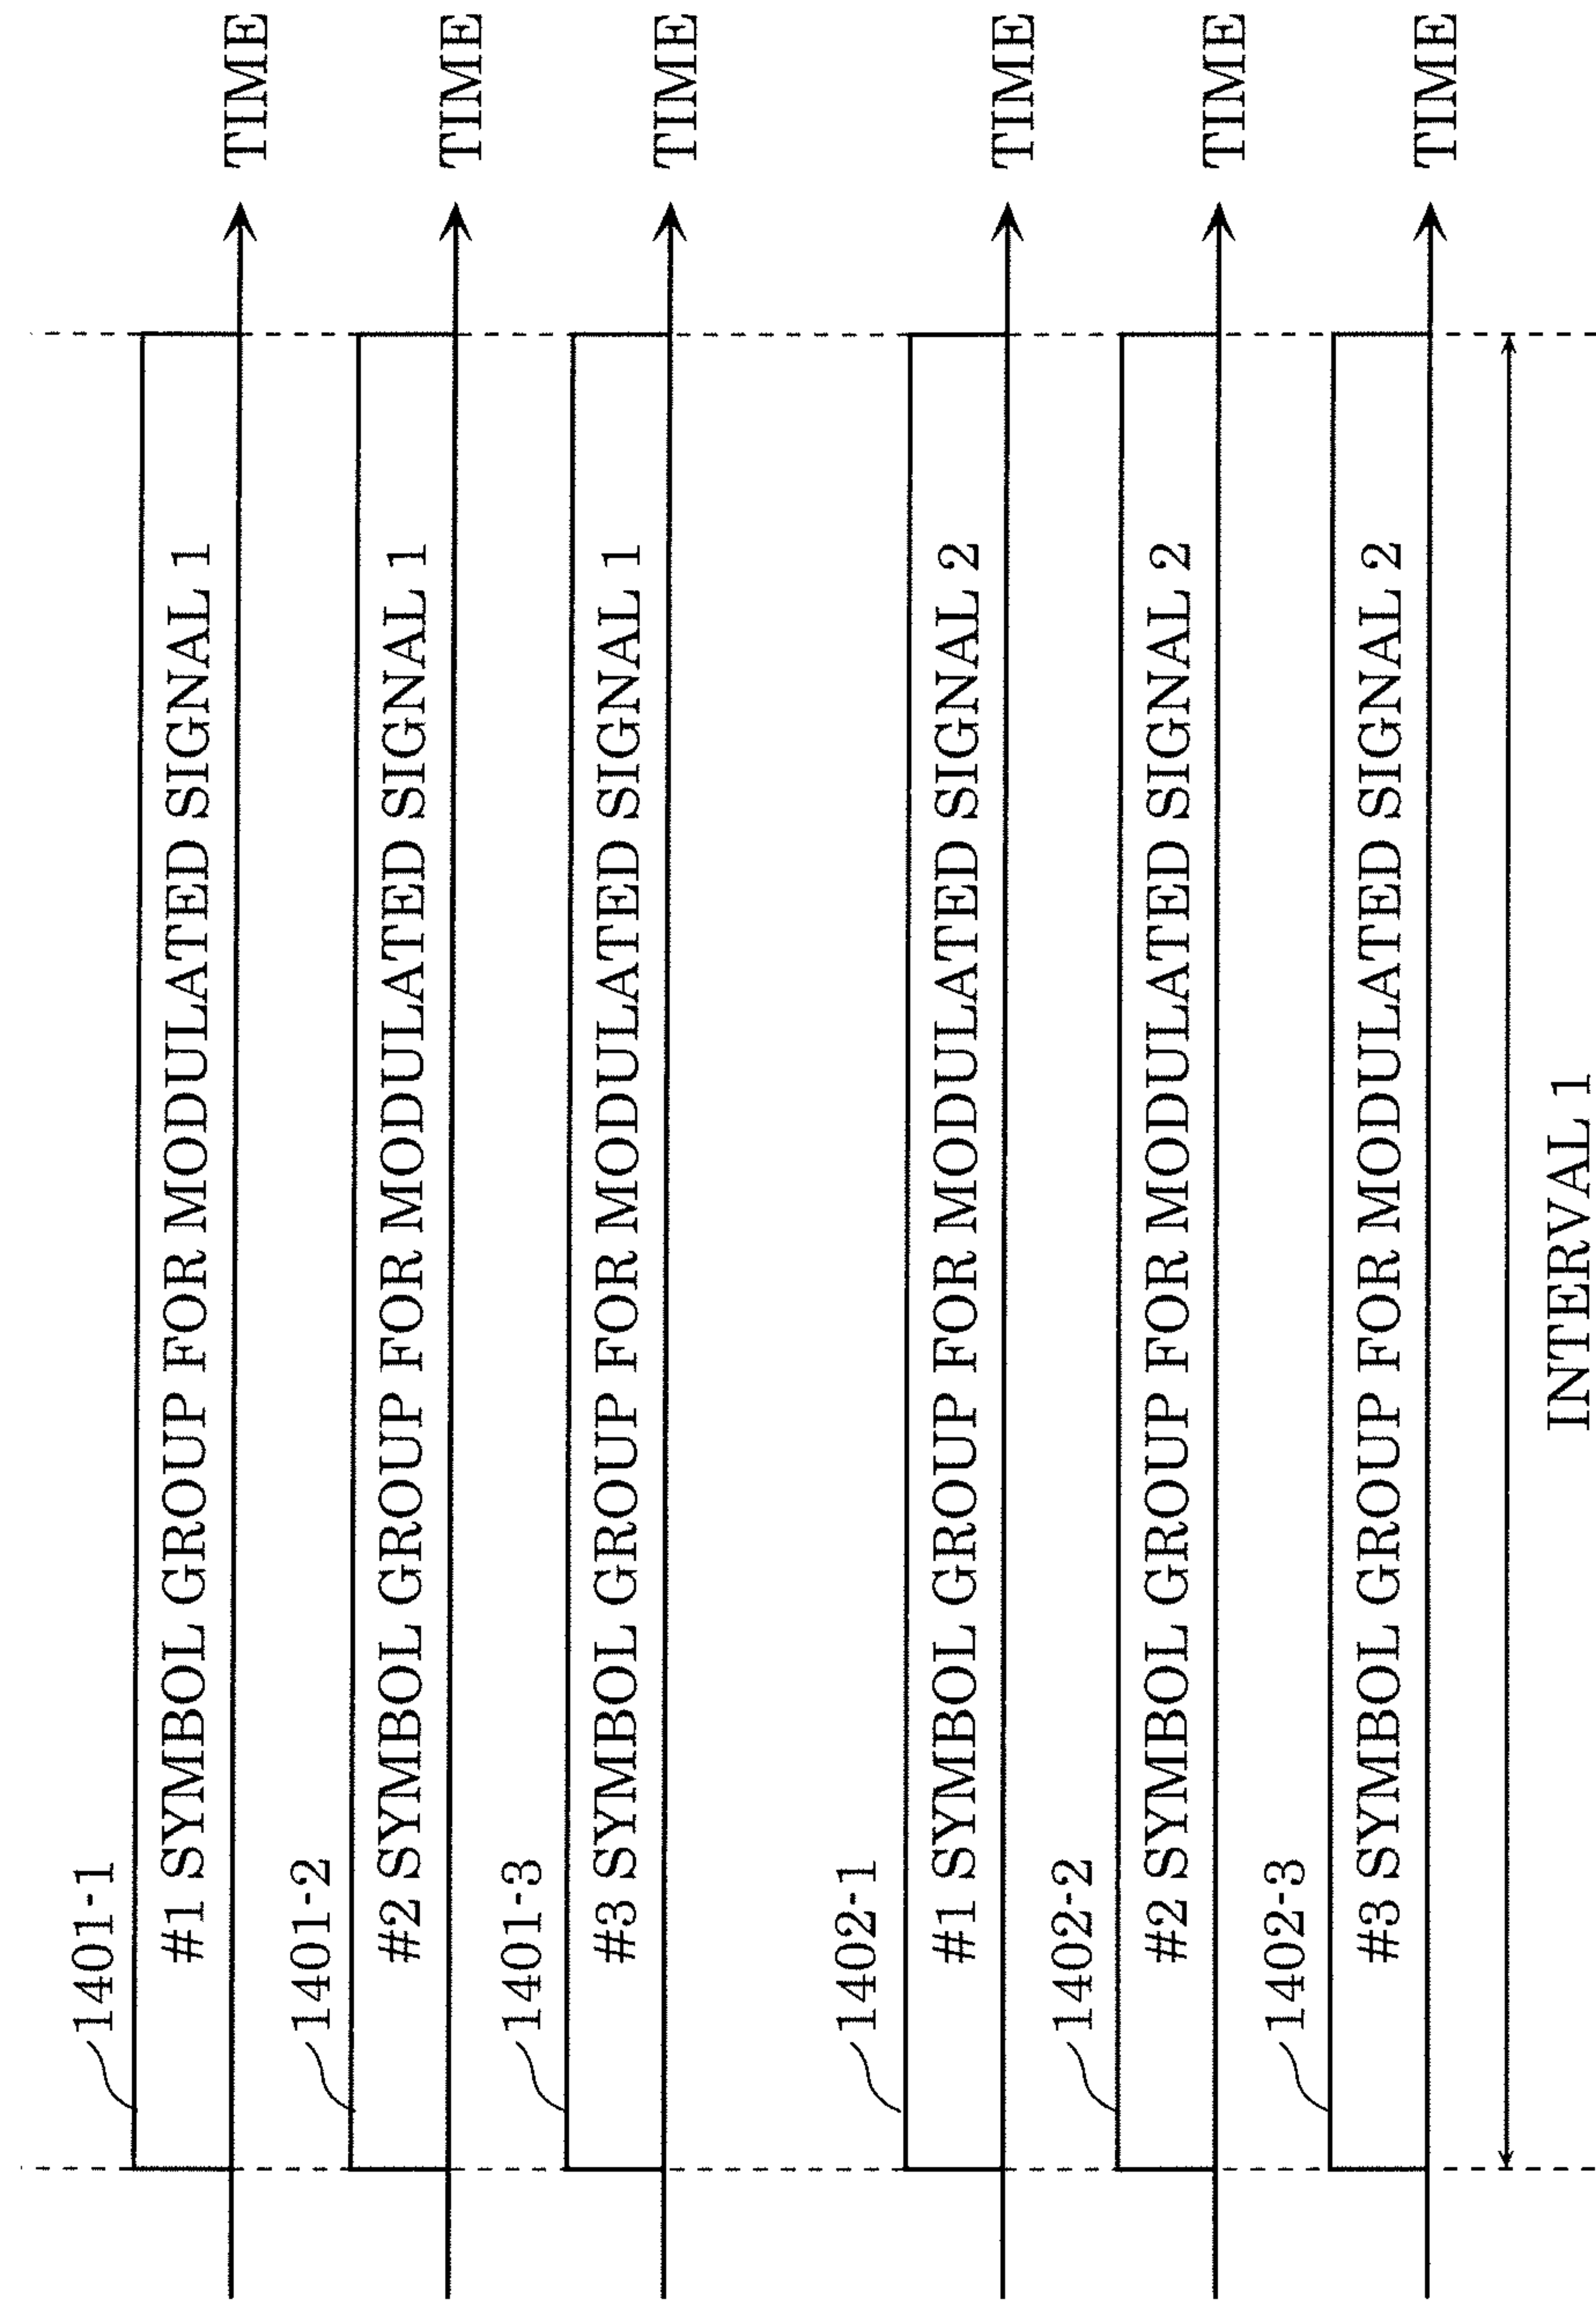 1401-1
#1 SYMBOL GROUP FOR MODULATED SIGNAL 1
TIME
1401-2
#2 SYMBOL GROUP FOR MODULATED SIGNAL 1
TIME
1401-3
#3 SYMBOL GROUP FOR MODULATED SIGNAL 1
TIME
1402-1
#1 SYMBOL GROUP FOR MODULATED SIGNAL 2
TIME
1402-2
#2 SYMBOL GROUP FOR MODULATED SIGNAL 2
TIME
1402-3
#3 SYMBOL GROUP FOR MODULATED SIGNAL 2
TIME
INTERVAL 1